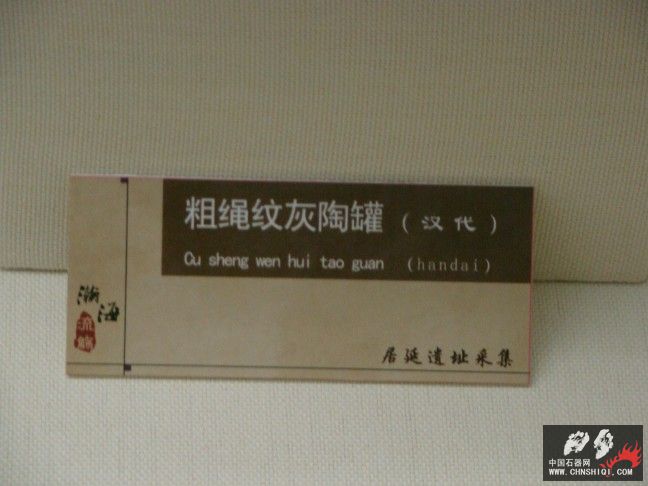 粗绳纹灰陶罐（汉代）
Cu sheng wen hui tao guan (handai)
瀚海
居延遗址采集
中国石器网
WWW.CHNSHIQI.COM